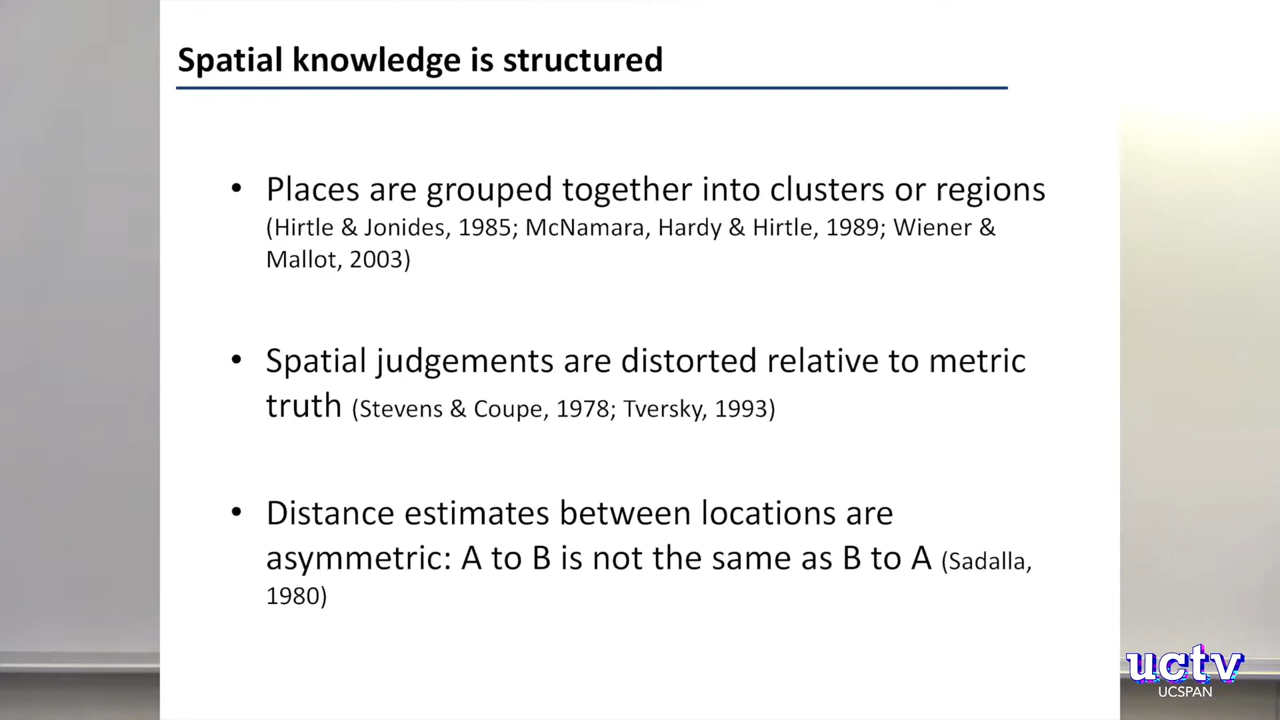 Spatial knowledge is structured
• Places are grouped together into clusters or regions
(Hirtle & Jonides, 1985; McNamara, Hardy & Hirtle, 1989; Wiener &
Mallot, 2003)
• Spatial judgements are distorted relative to metric
truth (Stevens & Coupe, 1978; Tversky, 1993)
• Distance estimates between locations are
asymmetric: A to B is not the same as B to A (Sadalla,
1980)
uctv
UCSPAN